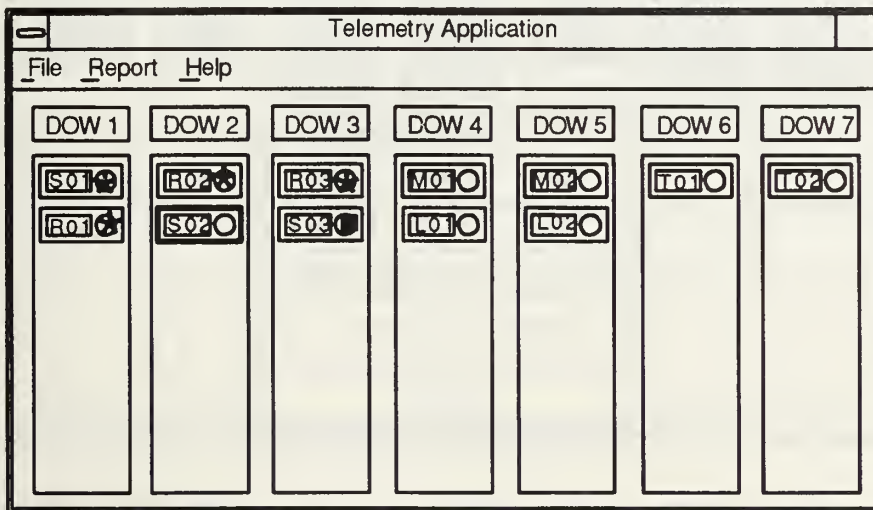 Telemetry Application
File Report Help
DOW 1 DOW 2 DOW 3 DOW 4 DOW 5 DOW 6 DOW 7
S01 R02 R03 M01 M02 T01 T02
R01 S02 S03 L01 L02